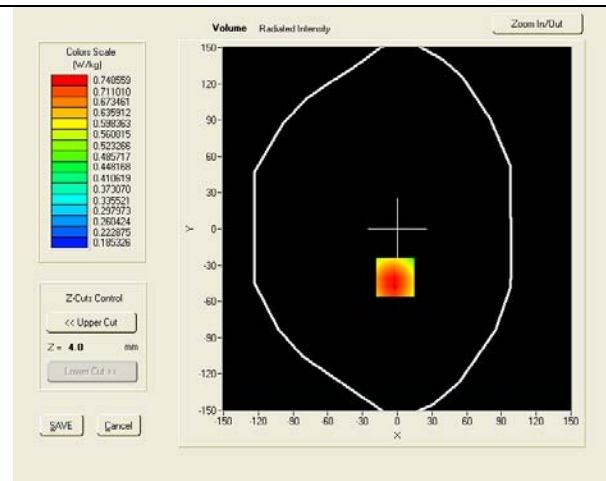 Volume Radiated Intensity
Zoom In/Out
Colors Scale
(W/kg)
0.748559
0.711010
0.673461
0.635912
0.598363
0.560815
0.523266
0.485717
0.448168
0.410619
0.373070
0.335521
0.297973
0.260424
0.222875
0.185326
Z-Cuts Control
<< Upper Cut
Z = 4.0 mm
Lower Cut >>
SAVE Cancel
150
120
90
60
30
0
-30
-60
-90
-120
-150
Y
-150 -120 -90 -60 -30 0 30 60 90 120 150
X